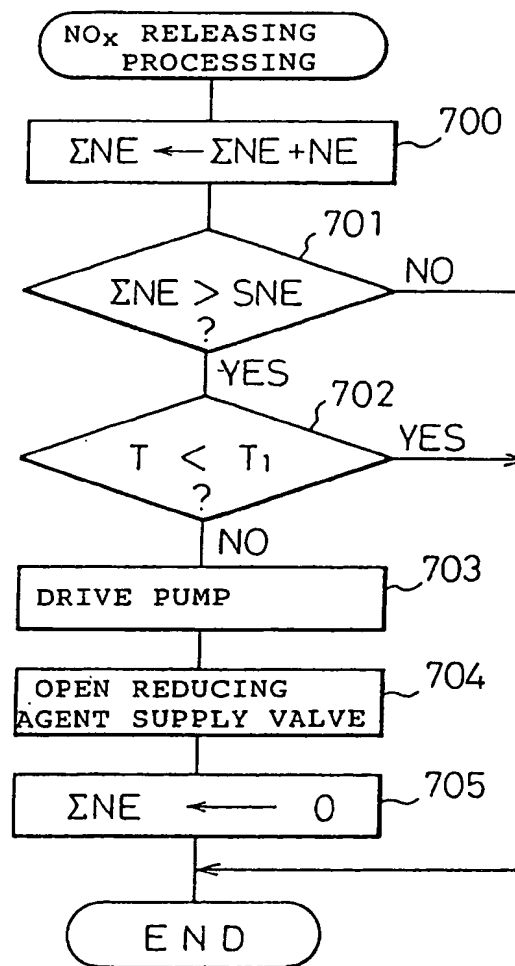 NOx RELEASING
PROCESSING
700
ΣNE ← ΣNE+NE
701
ΣNE > SNE
?
NO
YES
702
T < T1
?
YES
NO
703
DRIVE PUMP
704
OPEN REDUCING
AGENT SUPPLY VALVE
705
ΣNE ← 0
END